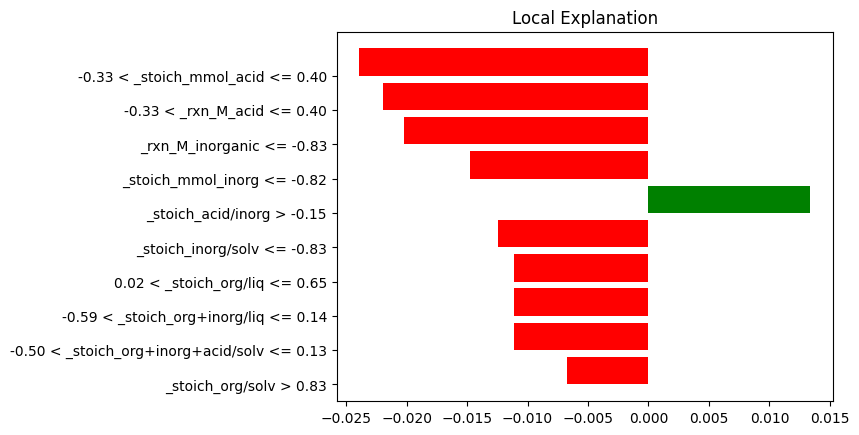 Local Explanation
-0.33 < _stoich_mmol_acid <= 0.40
-0.33 < _rxn_M_acid <= 0.40
_rxn_M_inorganic <= -0.83
_stoich_mmol_inorg <= -0.82
_stoich_acid/inorg > -0.15
_stoich_inorg/solv <= -0.83
0.02 < _stoich_org/liq <= 0.65
-0.59 < _stoich_org+inorg/liq <= 0.14
-0.50 < _stoich_org+inorg+acid/solv <= 0.13
_stoich_org/solv > 0.83
−0.025 −0.020 −0.015 −0.010 −0.005 0.000 0.005 0.010 0.015